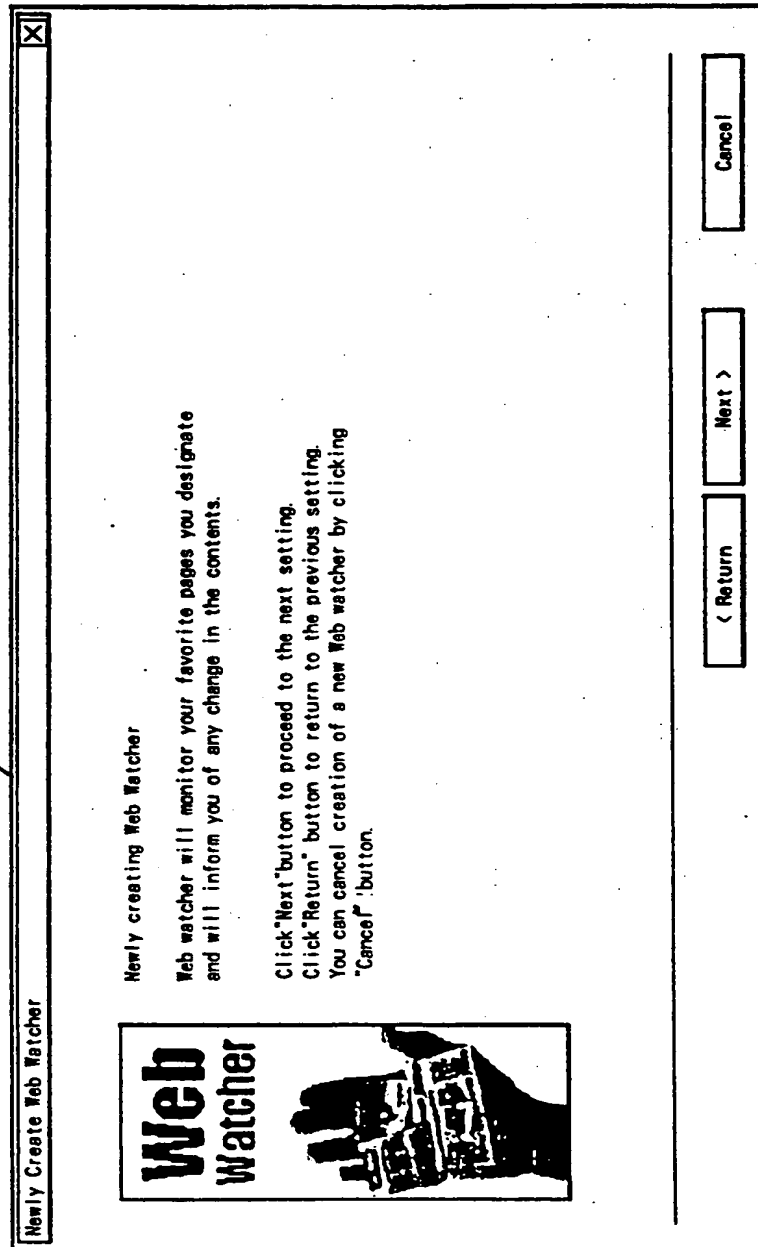 Newly Create Web Watcher
Web
Watcher
Newly creating Web Watcher
Web watcher will monitor your favorite pages you designate
and will inform you of any change in the contents.
Click"Next"button to proceed to the next setting.
Click"Return" button to return to the previous setting.
You can cancel creation of a new Web watcher by clicking
"Cancel" button.
< Return
Next >
Cancel